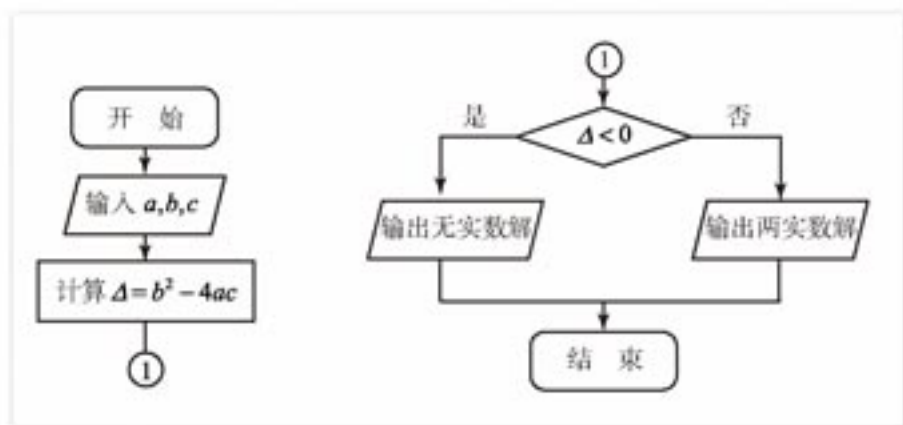 开 始
输入 a,b,c
计算 Δ=b²−4ac
①
①
是
Δ<0
否
输出无实数解
输出两实数解
结 束